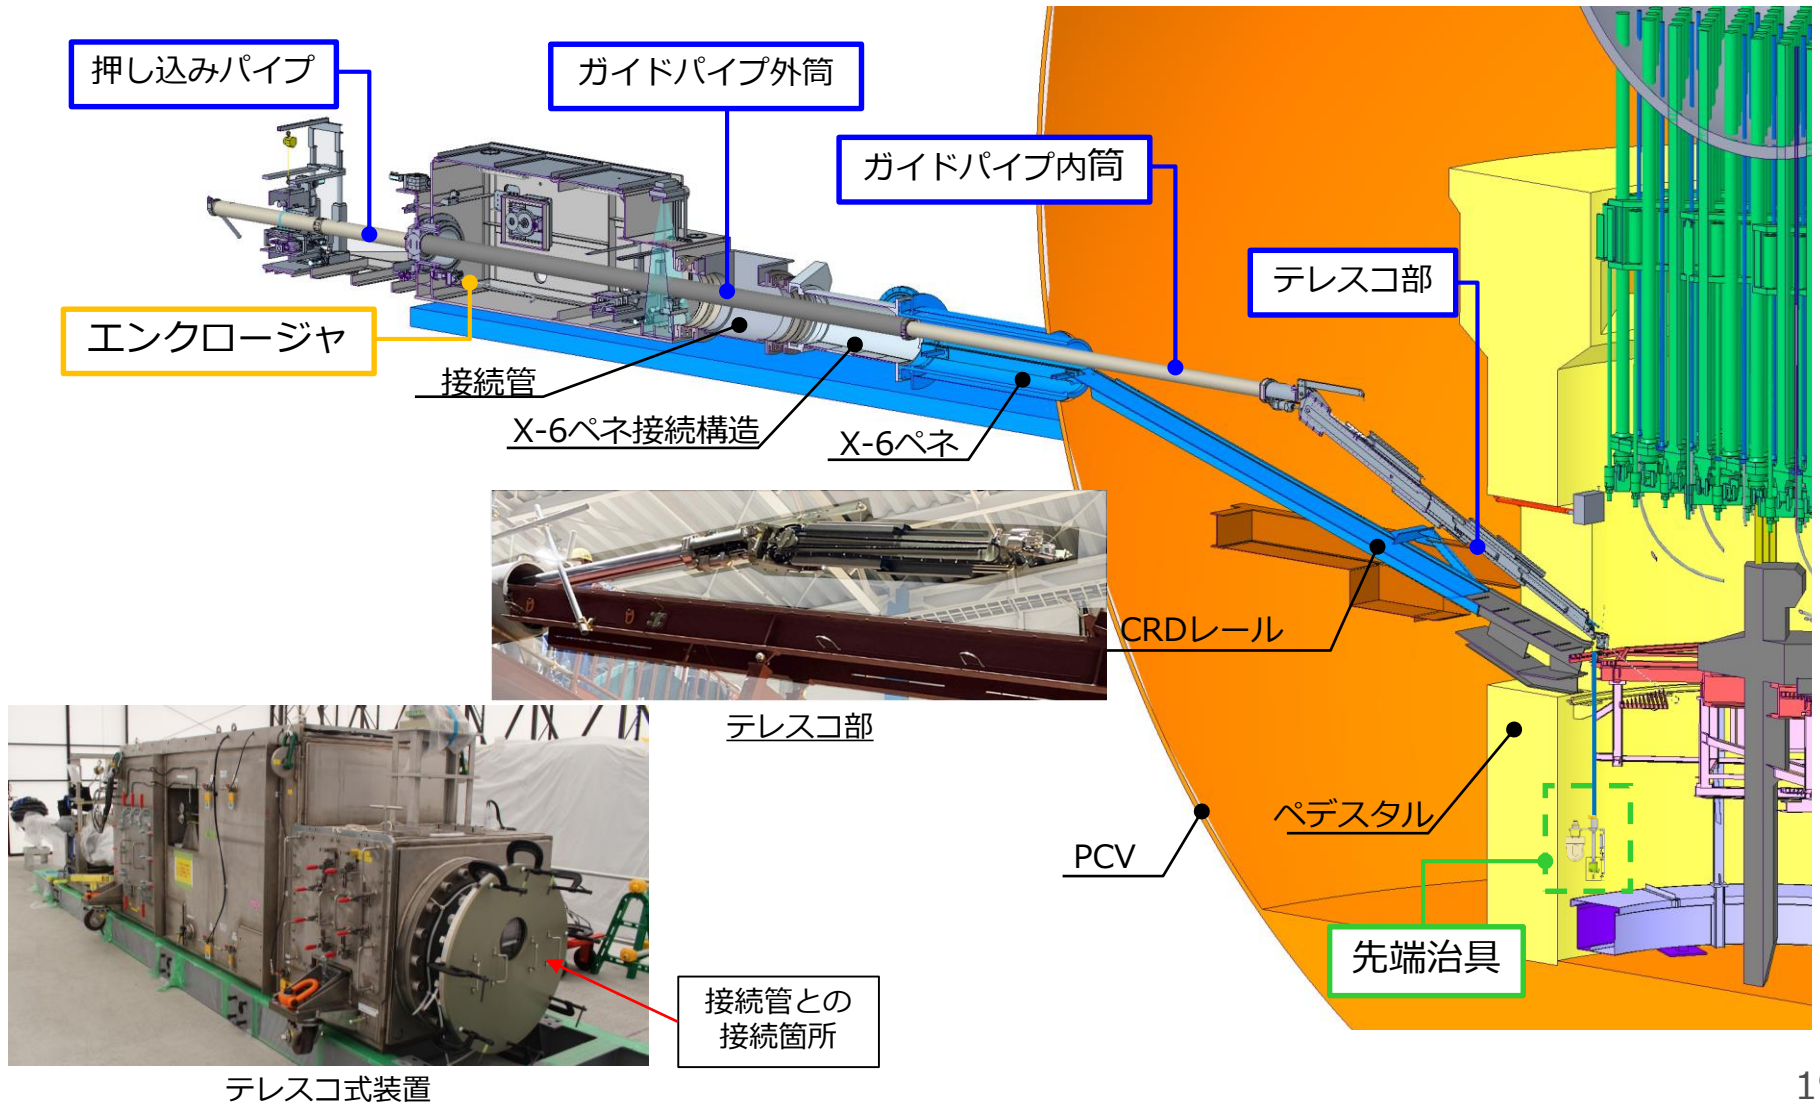 押し込みパイプ
ガイドパイプ外筒
ガイドパイプ内筒
テレスコ部
エンクロージャ
接続管
X-6ペネ接続構造
X-6ペネ
CRDレール
テレスコ部
ペデスタル
PCV
先端治具
接続管との
接続箇所
テレスコ式装置